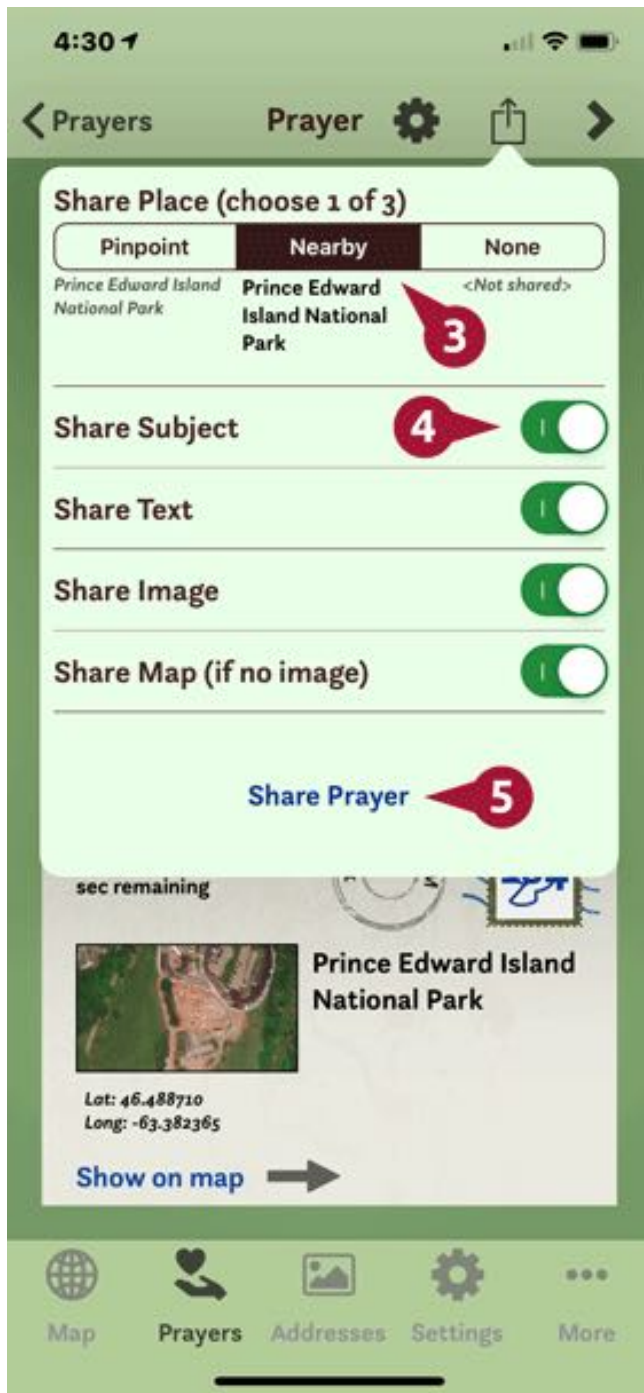 4:30
Prayers
Prayer
Share Place (choose 1 of 3)
Pinpoint
Nearby
None
Prince Edward Island
National Park
Prince Edward
Island National
Park
<Not shared>
3
Share Subject
4
Share Text
Share Image
Share Map (if no image)
Share Prayer
5
sec remaining
Prince Edward Island
National Park
Lat: 46.488710
Long: -63.382365
Show on map
Map
Prayers
Addresses
Settings
More